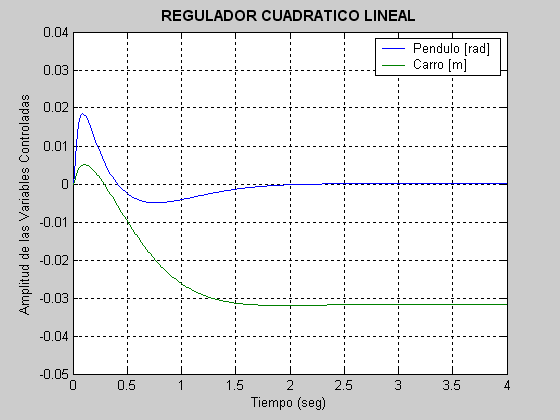 REGULADOR CUADRATICO LINEAL
Pendulo [rad]
Carro [m]
Amplitud de las Variables Controladas
0.04
0.03
0.02
0.01
0
-0.01
-0.02
-0.03
-0.04
-0.05
0 0.5 1 1.5 2 2.5 3 3.5 4
Tiempo (seg)